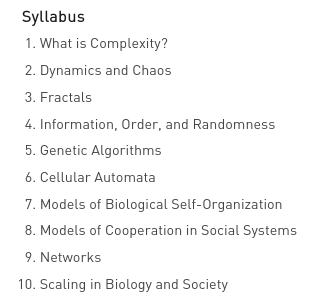 Syllabus
1. What is Complexity?
2. Dynamics and Chaos
3. Fractals
4. Information, Order, and Randomness
5. Genetic Algorithms
6. Cellular Automata
7. Models of Biological Self-Organization
8. Models of Cooperation in Social Systems
9. Networks
10. Scaling in Biology and Society